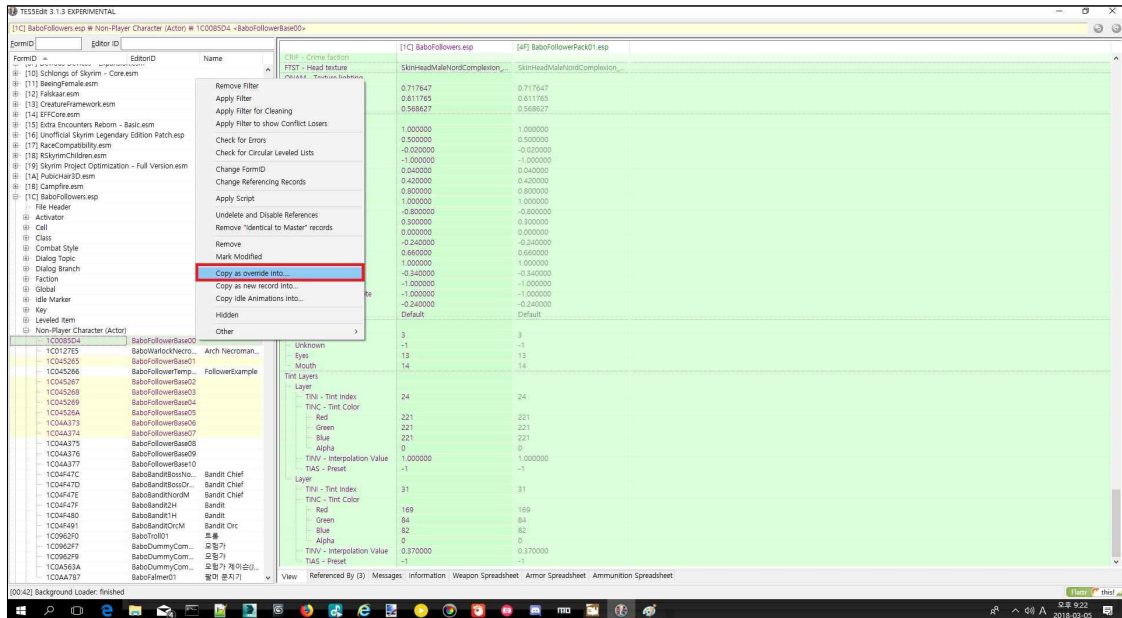 TES5Edit 3.1.3 EXPERIMENTAL
[1C] BaboFollowers.esp \ Non-Player Character (Actor) \ 1C0085D4 <BaboFollowerBase00>
FormID Editor ID
FormID EditorID Name
[10] Schlongs of Skyrim - Core.esm
[11] BeeingFemale.esm
[12] Falskaar.esm
[13] CreatureFramework.esm
[14] EFFCore.esm
[15] Extra Encounters Reborn - Basic.esm
[16] Unofficial Skyrim Legendary Edition Patch.esp
[17] RaceCompatibility.esm
[18] RSkyrimChildren.esm
[19] Skyrim Project Optimization - Full Version.esm
[1A] PubicHair3D.esm
[1B] Campfire.esm
[1C] BaboFollowers.esp
File Header
Activator
Cell
Class
Combat Style
Dialog Topic
Dialog Branch
Faction
Global
Idle Marker
Key
Leveled Item
Non-Player Character (Actor)
1C0085D4 BaboFollowerBase00
1C0127E5 BaboWarlockNecro... Arch Necroman...
1C045265 BaboFollowerBase01
1C045266 BaboFollowerTemp... FollowerExample
1C045267 BaboFollowerBase02
1C045268 BaboFollowerBase03
1C045269 BaboFollowerBase04
1C04526A BaboFollowerBase05
1C04A373 BaboFollowerBase06
1C04A374 BaboFollowerBase07
1C04A375 BaboFollowerBase08
1C04A376 BaboFollowerBase09
1C04A377 BaboFollowerBase10
1C04F47C BaboBanditBossNo... Bandit Chief
1C04F47D BaboBanditBossOr... Bandit Chief
1C04F47E BaboBanditNordM Bandit Chief
1C04F47F BaboBandit2H Bandit
1C04F480 BaboBandit1H Bandit
1C04F491 BaboBanditOrcM Bandit Orc
1C0962F0 BaboTroll01 트롤
1C0962F7 BaboDummyCom... 모험가
1C0962F9 BaboDummyCom... 모험가
1C0A563A BaboDummyCom... 모험가 제이슨(J...
1C0AA787 BaboFalmer01 팔머 문지기
Remove Filter
Apply Filter
Apply Filter for Cleaning
Apply Filter to show Conflict Losers
Check for Errors
Check for Circular Leveled Lists
Change FormID
Change Referencing Records
Apply Script
Undelete and Disable References
Remove "Identical to Master" records
Remove
Mark Modified
Copy as override into....
Copy as new record into...
Copy Idle Animations into...
Hidden
Other
[1C] BaboFollowers.esp [4F] BaboFollowerPack01.esp
CRIF - Crime faction
FTST - Head texture SkinHeadMaleNordComplexion_... SkinHeadMaleNordComplexion_...
QNAM - Texture lighting
0.717647 0.717647
0.611765 0.611765
0.568627 0.568627
1.000000 1.000000
0.500000 0.500000
-0.020000 -0.020000
-1.000000 -1.000000
0.040000 0.040000
0.420000 0.420000
0.800000 0.800000
1.000000 1.000000
-0.800000 -0.800000
0.300000 0.300000
0.000000 0.000000
-0.240000 -0.240000
0.660000 0.660000
1.000000 1.000000
-0.340000 -0.340000
-1.000000 -1.000000
-1.000000 -1.000000
-0.240000 -0.240000
Default Default
3 3
Unknown -1 -1
Eyes 13 13
Mouth 14 14
Tint Layers
Layer
TINI - Tint Index 24 24
TINC - Tint Color
Red 221 221
Green 221 221
Blue 221 221
Alpha 0 0
TINV - Interpolation Value 1.000000 1.000000
TIAS - Preset -1 -1
Layer
TINI - Tint Index 31 31
TINC - Tint Color
Red 169 169
Green 84 84
Blue 82 82
Alpha 0 0
TINV - Interpolation Value 0.370000 0.370000
TIAS - Preset -1 -1
View Referenced By (3) Messages Information Weapon Spreadsheet Armor Spreadsheet Ammunition Spreadsheet
[00:42] Background Loader: finished
Flattr this!
A 오후 9:22
2018-03-05